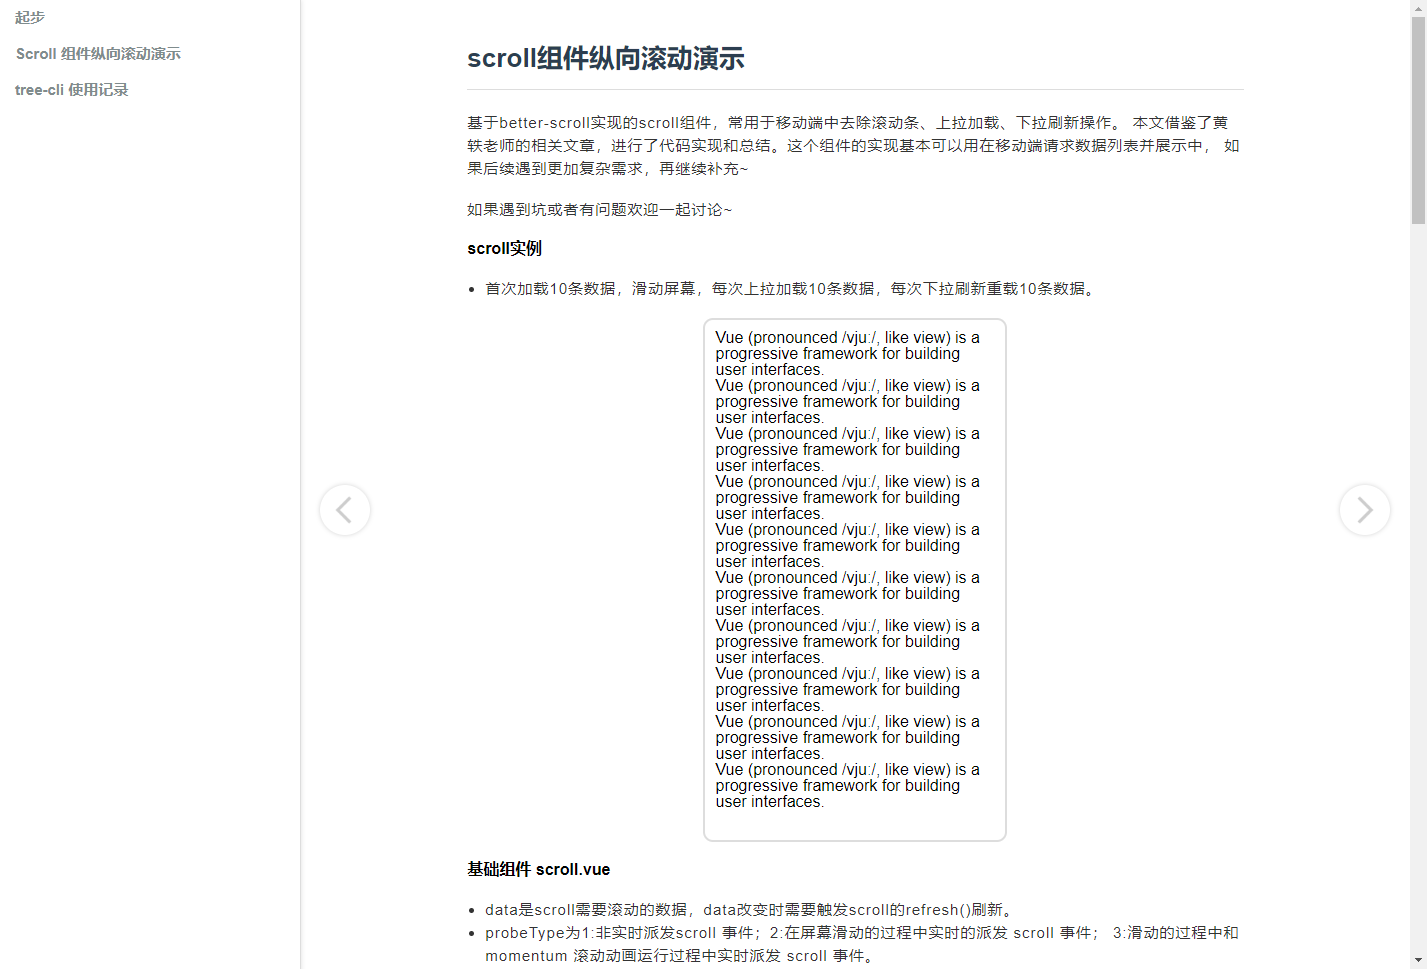 起步
Scroll 组件纵向滚动演示
tree-cli 使用记录
scroll组件纵向滚动演示
基于better-scroll实现的scroll组件，常用于移动端中去除滚动条、上拉加载、下拉刷新操作。 本文借鉴了黄
轶老师的相关文章，进行了代码实现和总结。这个组件的实现基本可以用在移动端请求数据列表并展示中， 如
果后续遇到更加复杂需求，再继续补充~
如果遇到坑或者有问题欢迎一起讨论~
scroll实例
• 首次加载10条数据，滑动屏幕，每次上拉加载10条数据，每次下拉刷新重载10条数据。
Vue (pronounced /vjuː/, like view) is a
progressive framework for building
user interfaces.
Vue (pronounced /vjuː/, like view) is a
progressive framework for building
user interfaces.
Vue (pronounced /vjuː/, like view) is a
progressive framework for building
user interfaces.
Vue (pronounced /vjuː/, like view) is a
progressive framework for building
user interfaces.
Vue (pronounced /vjuː/, like view) is a
progressive framework for building
user interfaces.
Vue (pronounced /vjuː/, like view) is a
progressive framework for building
user interfaces.
Vue (pronounced /vjuː/, like view) is a
progressive framework for building
user interfaces.
Vue (pronounced /vjuː/, like view) is a
progressive framework for building
user interfaces.
Vue (pronounced /vjuː/, like view) is a
progressive framework for building
user interfaces.
Vue (pronounced /vjuː/, like view) is a
progressive framework for building
user interfaces.
基础组件 scroll.vue
• data是scroll需要滚动的数据，data改变时需要触发scroll的refresh()刷新。
• probeType为1:非实时派发scroll 事件；2:在屏幕滑动的过程中实时的派发 scroll 事件； 3:滑动的过程中和
momentum 滚动动画运行过程中实时派发 scroll 事件。